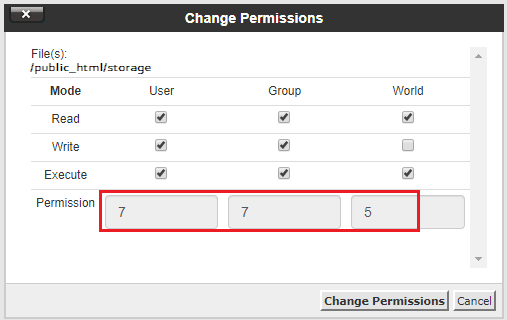 Change Permissions
File(s):
/public_html/storage
Mode User Group World
Read
Write
Execute
Permission 7 7 5
Change Permissions Cancel